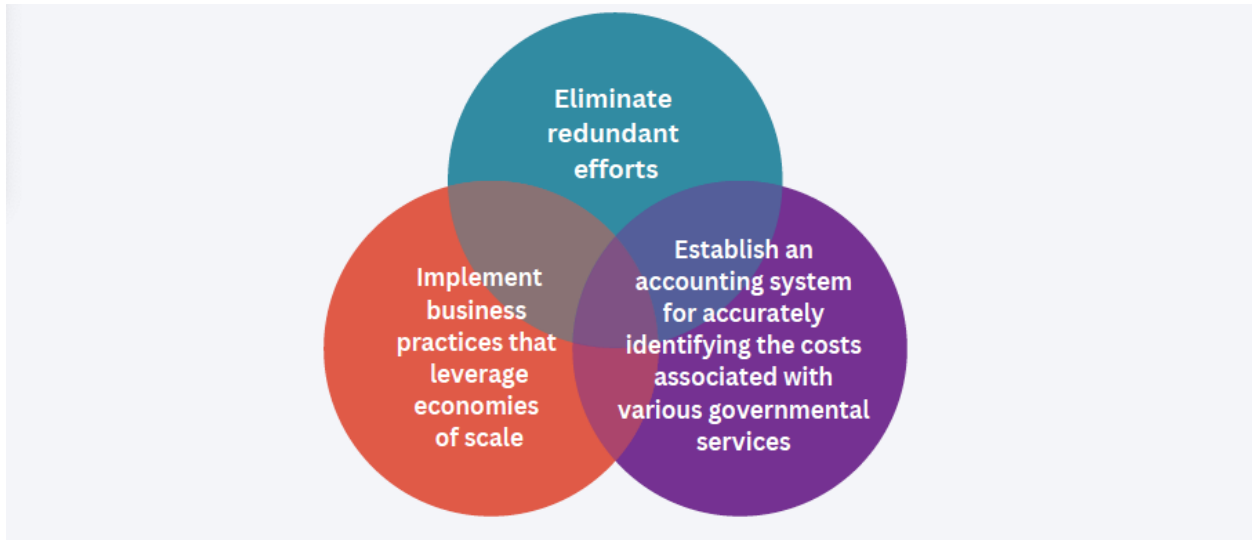 Eliminate
redundant
efforts
Implement
business
practices that
leverage
economies
of scale
Establish an
accounting system
for accurately
identifying the costs
associated with
various governmental
services